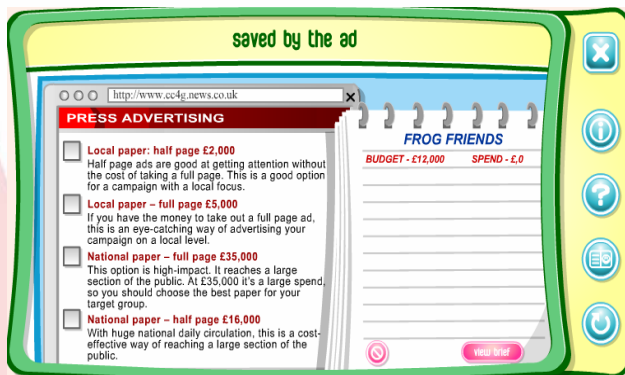 saved by the ad
http://www.cc4g.news.co.uk
PRESS ADVERTISING
Local paper: half page £2,000
Half page ads are good at getting attention without
the cost of taking a full page. This is a good option
for a campaign with a local focus.
Local paper – full page £5,000
If you have the money to take out a full page ad,
this is an eye-catching way of advertising your
campaign on a local level.
National paper – full page £35,000
This option is high-impact. It reaches a large
section of the public. At £35,000 it's a large spend,
so you should choose the best paper for your
target group.
National paper – half page £16,000
With huge national daily circulation, this is a cost-
effective way of reaching a large section of the
public.
FROG FRIENDS
BUDGET - £12,000 SPEND - £,0
view brief